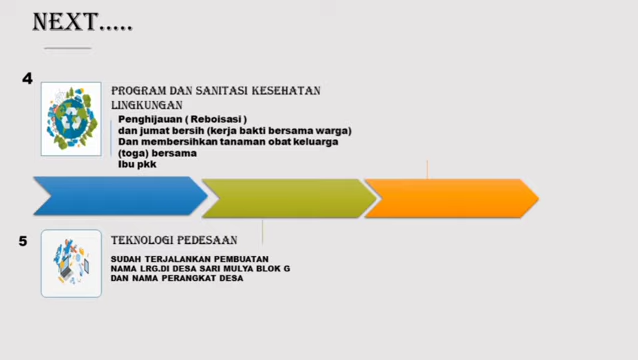 NEXT.....
4
PROGRAM DAN SANITASI KESEHATAN
LINGKUNGAN
Penghijauan ( Reboisasi )
dan jumat bersih (kerja bakti bersama warga)
Dan membersihkan tanaman obat keluarga
(toga) bersama
Ibu pkk
5
TEKNOLOGI PEDESAAN
SUDAH TERJALANKAN PEMBUATAN
NAMA LRG.DI DESA SARI MULYA BLOK G
DAN NAMA PERANGKAT DESA